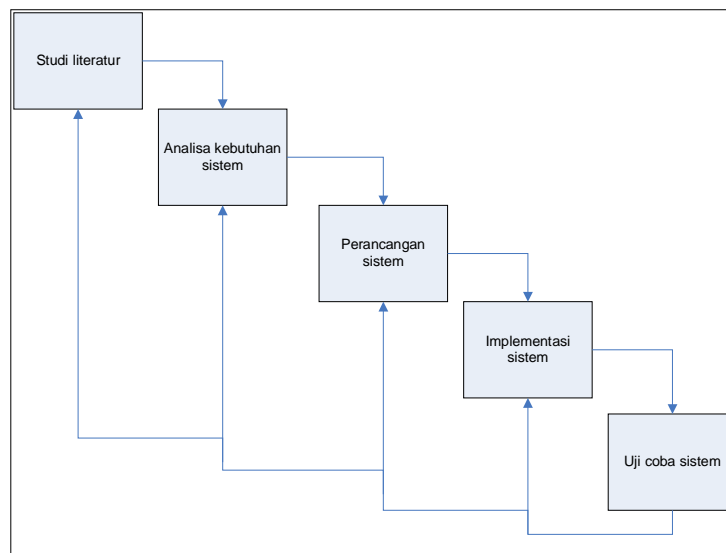 Studi literatur
Analisa kebutuhan
sistem
Perancangan
sistem
Implementasi
sistem
Uji coba sistem